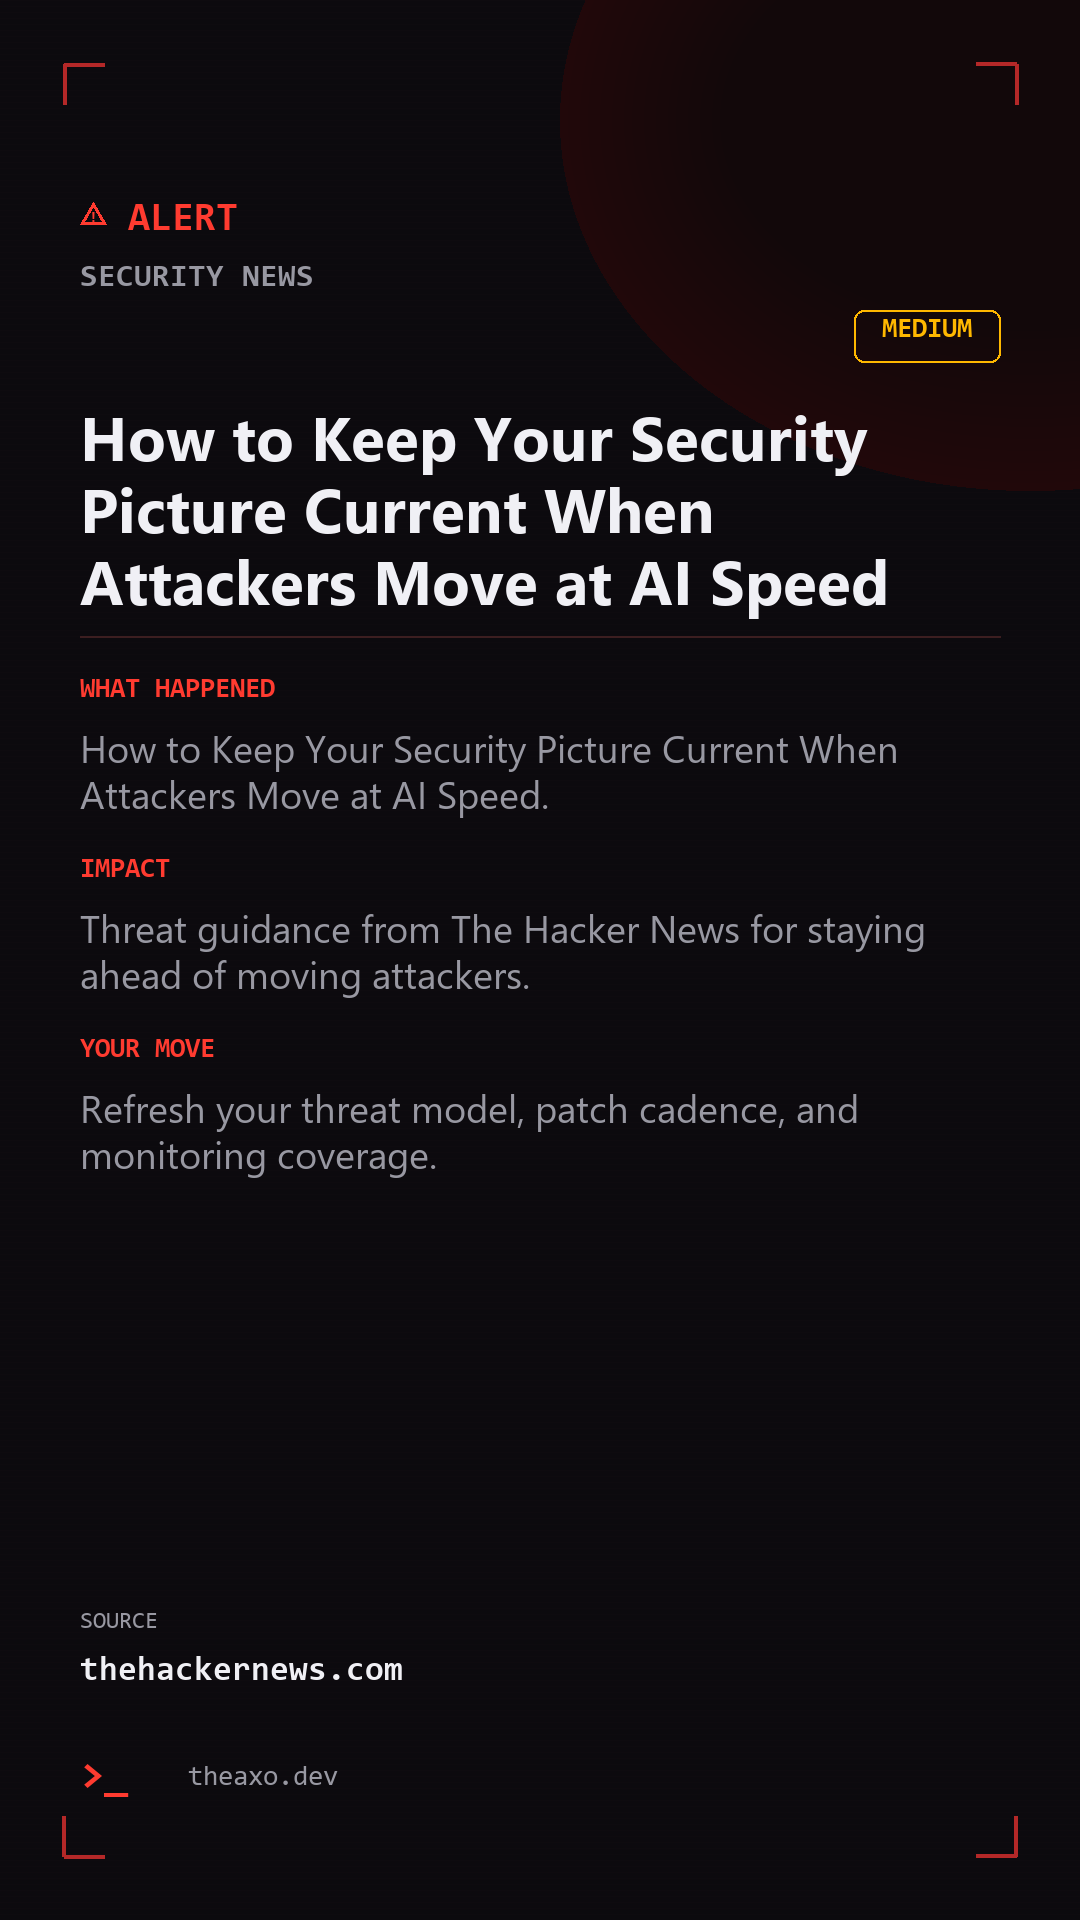 ⚠ ALERT
SECURITY NEWS
MEDIUM
How to Keep Your Security
Picture Current When
Attackers Move at AI Speed
WHAT HAPPENED
How to Keep Your Security Picture Current When
Attackers Move at AI Speed.
IMPACT
Threat guidance from The Hacker News for staying
ahead of moving attackers.
YOUR MOVE
Refresh your threat model, patch cadence, and
monitoring coverage.
SOURCE
thehackernews.com
>_ theaxo.dev